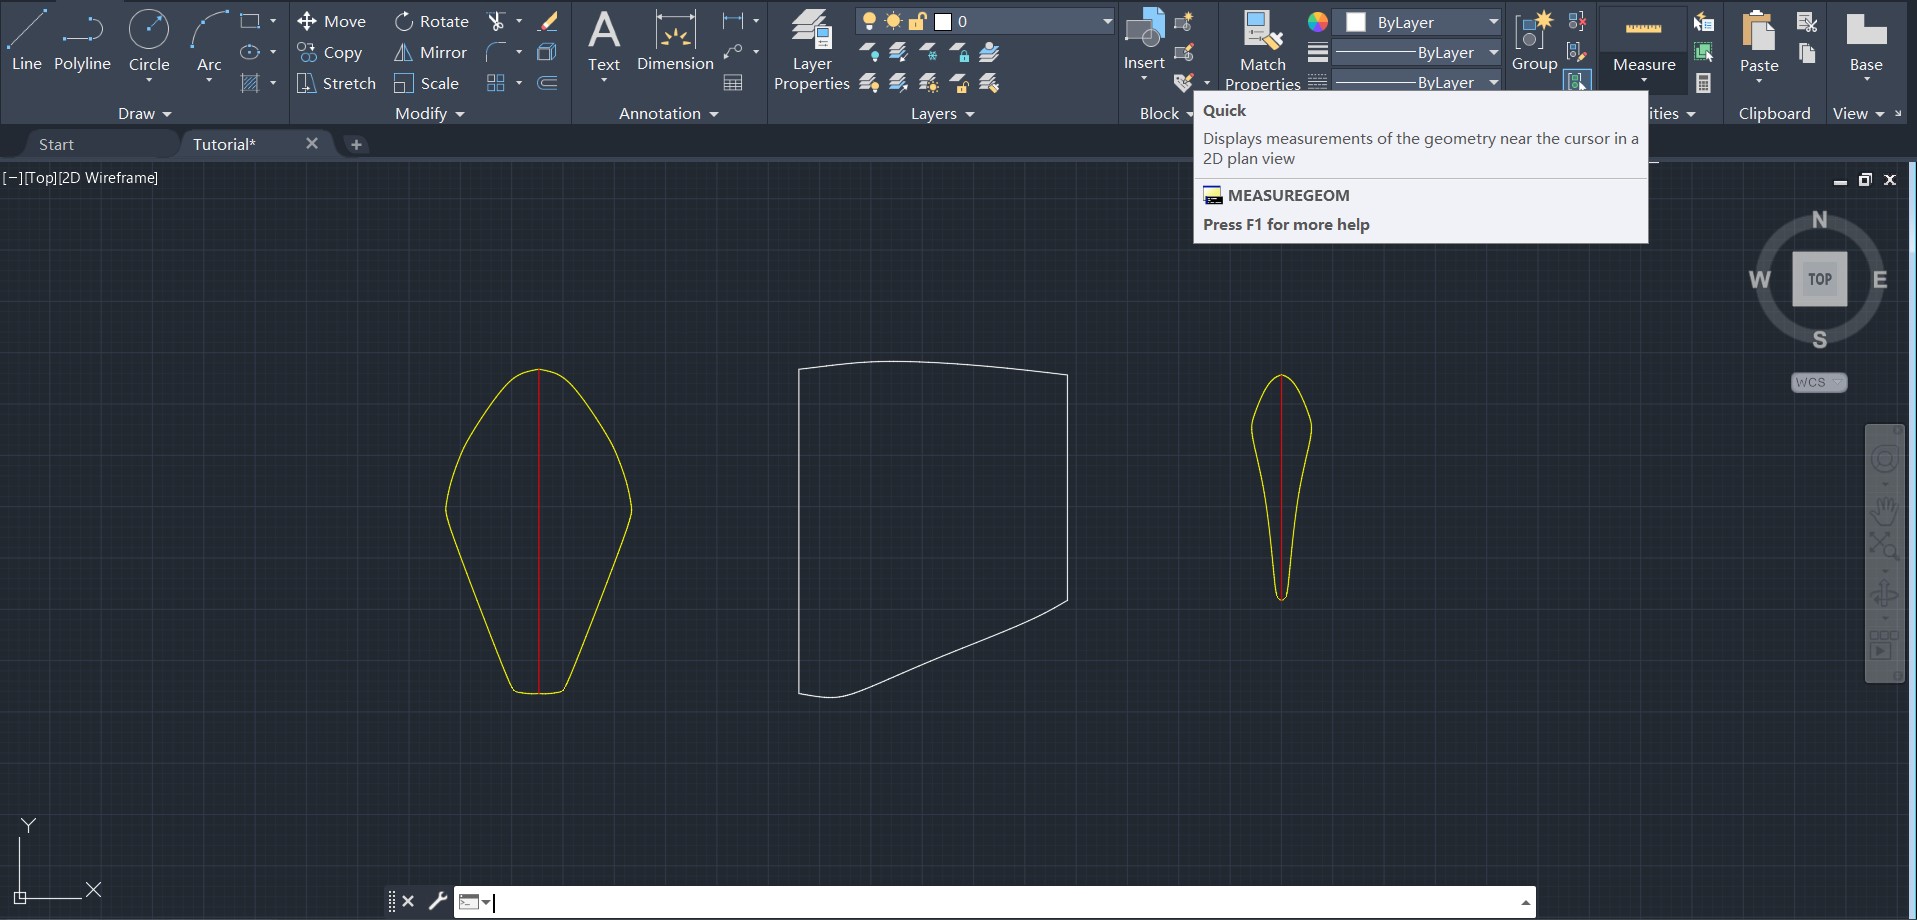 Line
Polyline
Circle
Arc
Draw
Move
Copy
Stretch
Rotate
Mirror
Scale
Modify
Text
Dimension
Annotation
Layer
Properties
0
Layers
Insert
Block
Match
Properties
ByLayer
ByLayer
ByLayer
Group
Measure
ities
Paste
Clipboard
Base
View
Start
Tutorial*
Quick
Displays measurements of the geometry near the cursor in a
2D plan view
MEASUREGEOM
Press F1 for more help
[−][Top][2D Wireframe]
N
W
TOP
E
S
WCS
Y
X